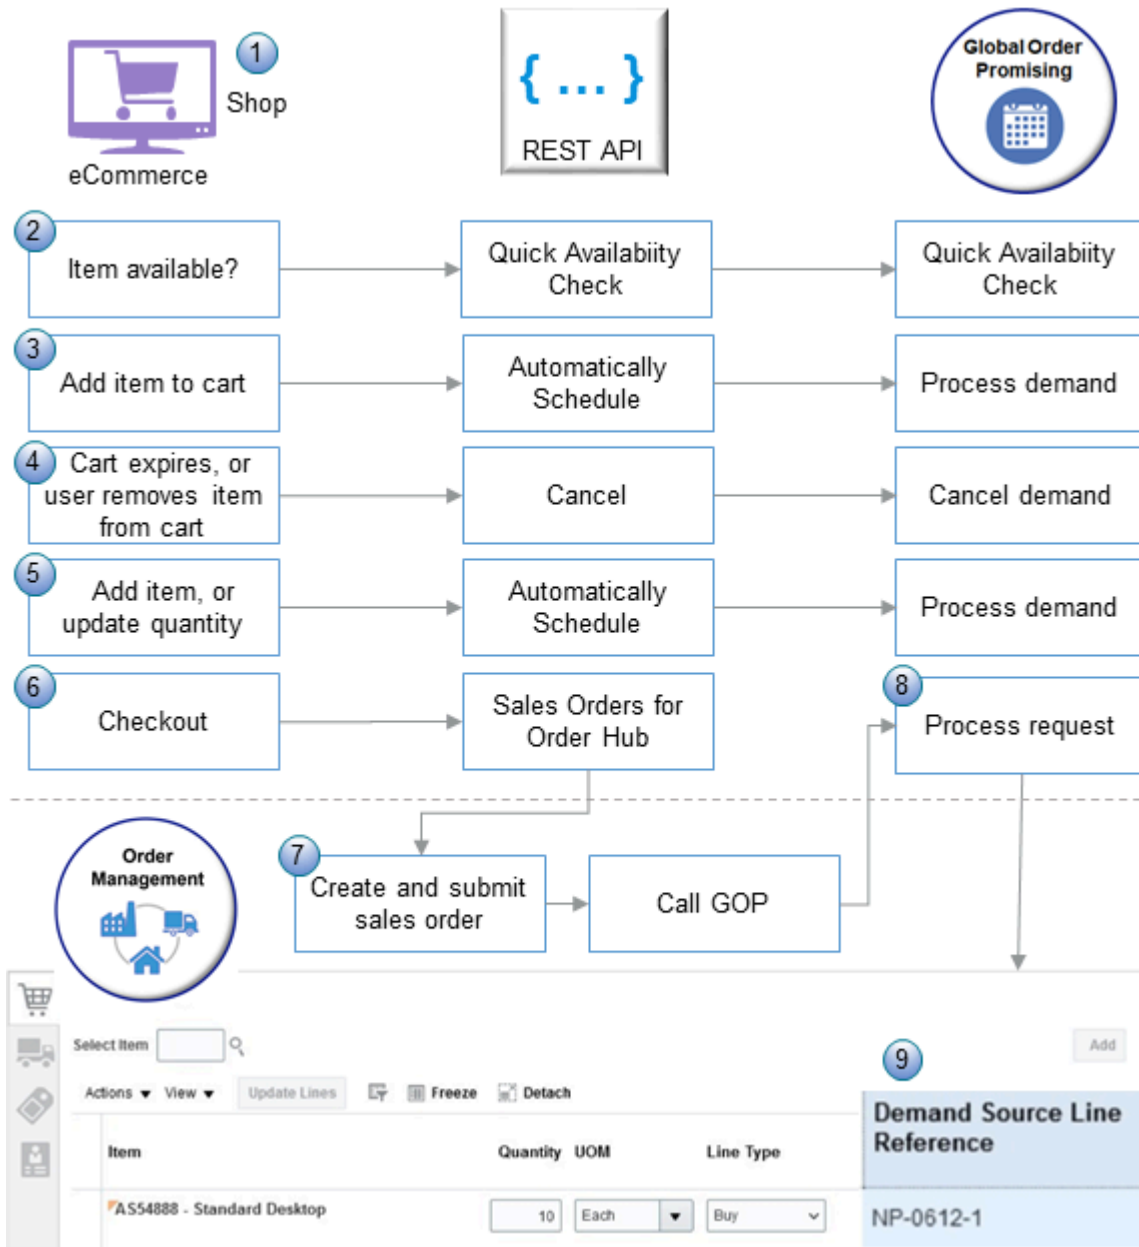 1
Shop
eCommerce
{ ... }
REST API
Global Order
Promising
2
Item available?
Quick Availabiity
Check
Quick Availabiity
Check
3
Add item to cart
Automatically
Schedule
Process demand
4
Cart expires, or
user removes item
from cart
Cancel
Cancel demand
5
Add item, or
update quantity
Automatically
Schedule
Process demand
6
Checkout
Sales Orders for
Order Hub
8
Process request
Order
Management
7
Create and submit
sales order
Call GOP
Select Item
9
Add
Actions View Update Lines Freeze Detach
Demand Source Line
Reference
Item Quantity UOM Line Type
AS54888 - Standard Desktop 10 Each Buy
NP-0612-1